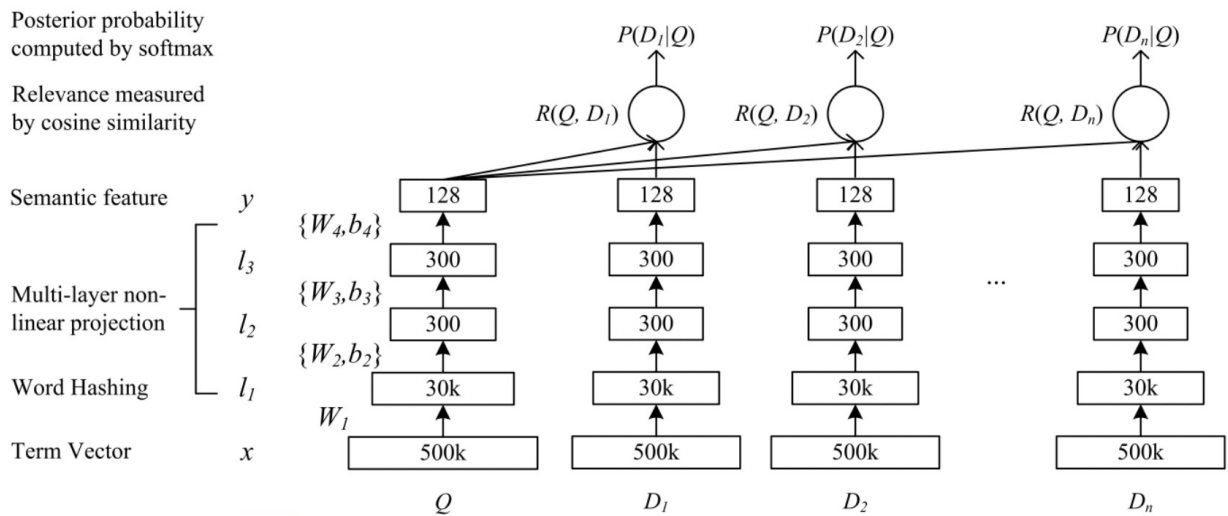 Posterior probability
computed by softmax
P(D₁|Q) P(D₂|Q) P(Dₙ|Q)
Relevance measured
by cosine similarity
R(Q, D₁) R(Q, D₂) R(Q, Dₙ)
Semantic feature y 128 128 128 128
{W₄,b₄}
l₃ 300 300 300 300
Multi-layer non-
linear projection
{W₃,b₃} ...
l₂ 300 300 300 300
{W₂,b₂}
Word Hashing l₁ 30k 30k 30k 30k
W₁
Term Vector x 500k 500k 500k 500k
Q D₁ D₂ Dₙ